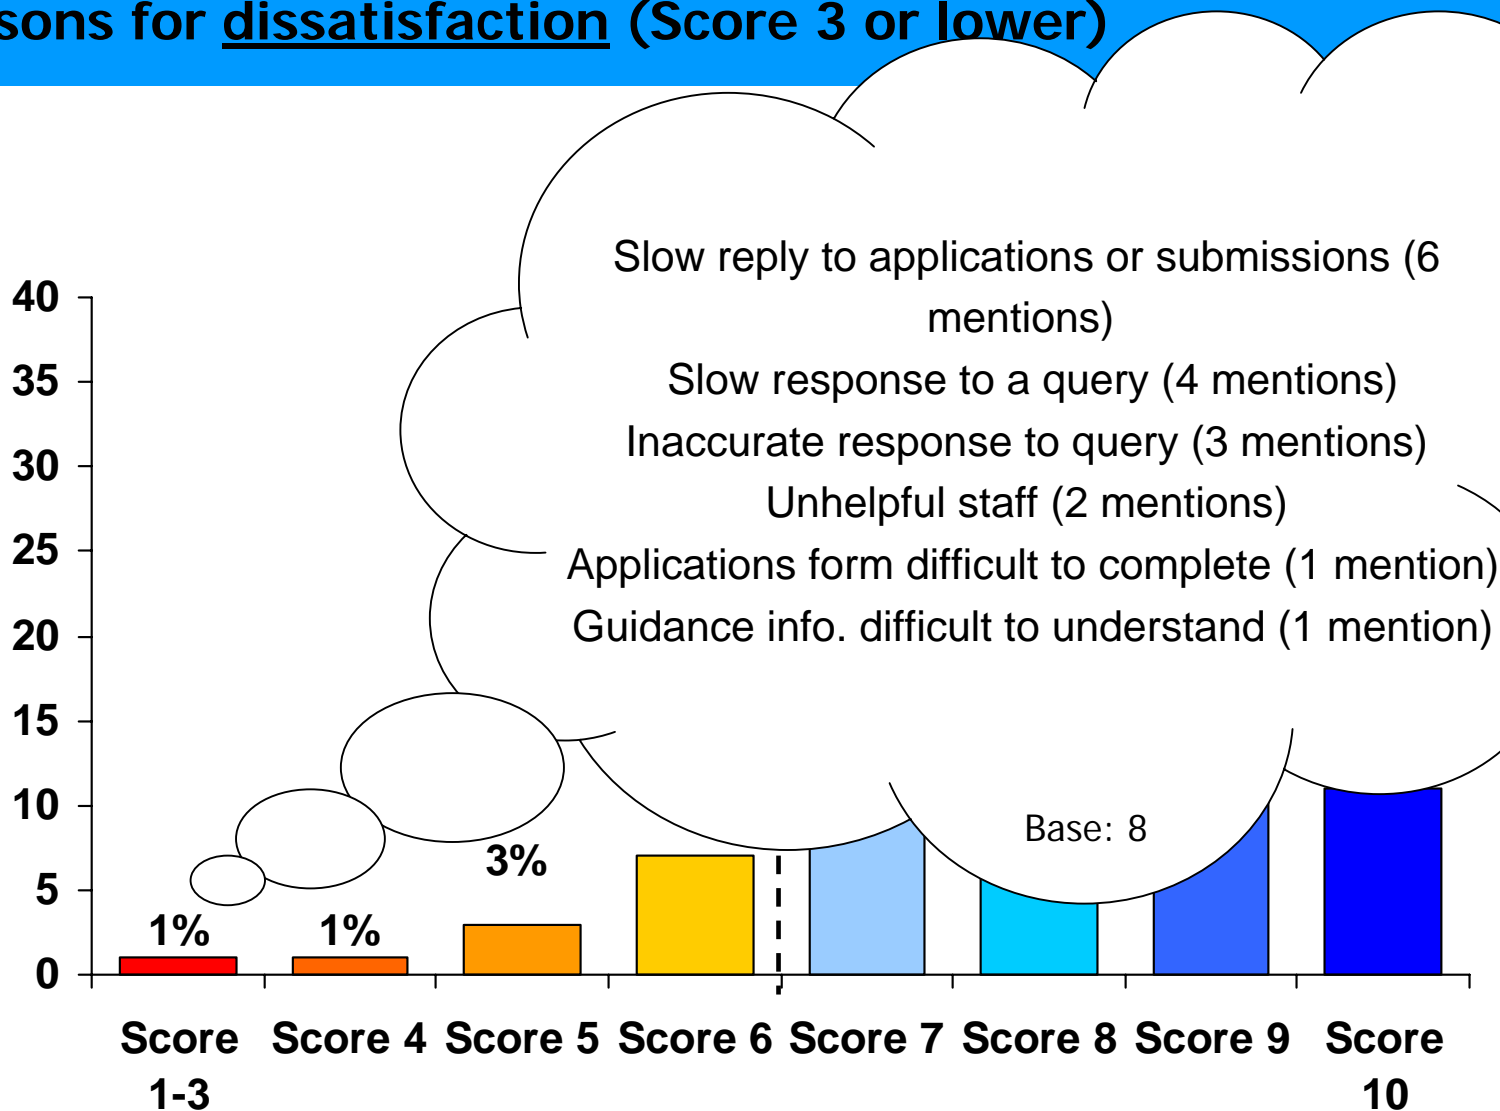 for dissatisfaction (Score 3 or lower)
Slow reply to applications or submissions (6
mentions)
Slow response to a query (4 mentions)
Inaccurate response to query (3 mentions)
Unhelpful staff (2 mentions)
Applications form difficult to complete (1 mention)
Guidance info. difficult to understand (1 mention)
Base: 8
40
35
30
25
20
15
10
5
0
1%
1%
3%
Score 1-3
Score 4
Score 5
Score 6
Score 7
Score 8
Score 9
Score 10